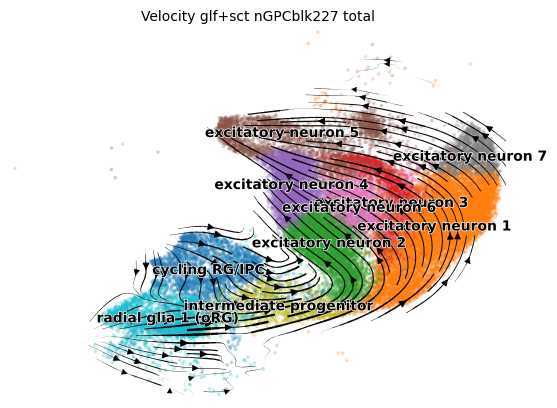 Velocity glf+sct nGPCblk227 total
excitatory neuron 5
excitatory neuron 7
excitatory neuron 4
excitatory neuron 3
excitatory neuron 6
excitatory neuron 1
excitatory neuron 2
cycling RG/IPC
intermediate progenitor
radial glia 1 (oRG)